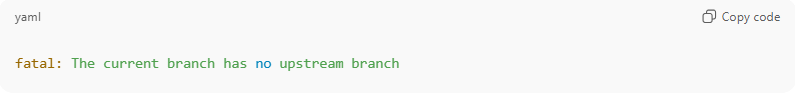 yaml
Copy code
fatal: The current branch has no upstream branch